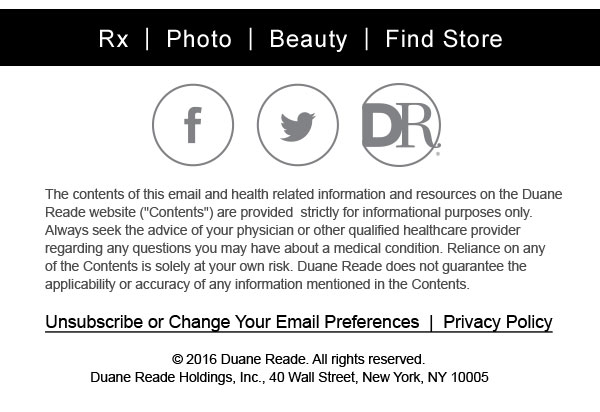 Rx | Photo | Beauty | Find Store
f DR
The contents of this email and health related information and resources on the Duane
Reade website ("Contents") are provided  strictly for informational purposes only.
Always seek the advice of your physician or other qualified healthcare provider
regarding any questions you may have about a medical condition. Reliance on any
of the Contents is solely at your own risk. Duane Reade does not guarantee the
applicability or accuracy of any information mentioned in the Contents.
Unsubscribe or Change Your Email Preferences | Privacy Policy
© 2016 Duane Reade. All rights reserved.
Duane Reade Holdings, Inc., 40 Wall Street, New York, NY 10005